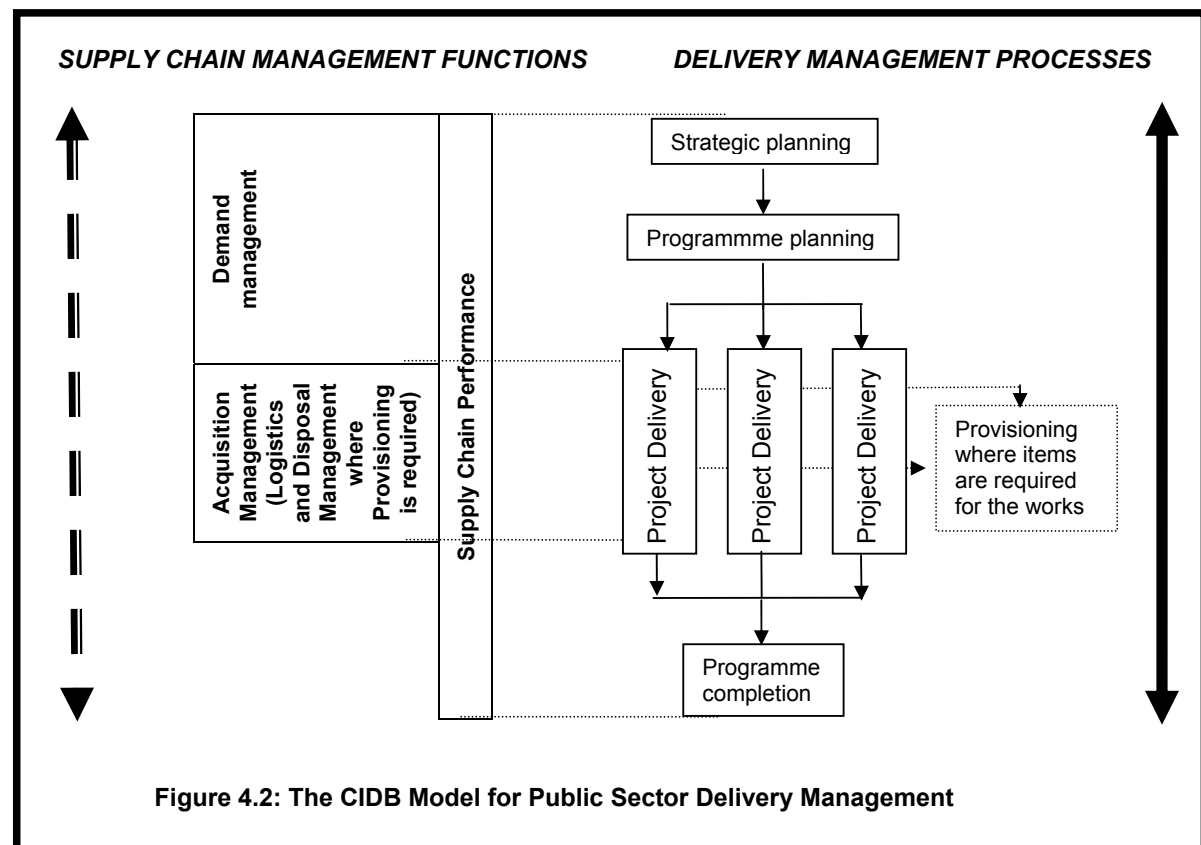 SUPPLY CHAIN MANAGEMENT FUNCTIONS
DELIVERY MANAGEMENT PROCESSES
Demand
management
Acquisition
Management
(Logistics
and Disposal
Management
where
Provisioning
is required)
Supply Chain Performance
Strategic planning
Programmme planning
Project Delivery
Project Delivery
Project Delivery
Provisioning
where items
are required
for the works
Programme
completion
Figure 4.2: The CIDB Model for Public Sector Delivery Management